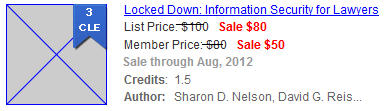 3
CLE
Locked Down: Information Security for Lawyers
List Price: $100 Sale $80
Member Price: $80 Sale $50
Sale through Aug, 2012
Credits: 1.5
Author: Sharon D. Nelson, David G. Reis...